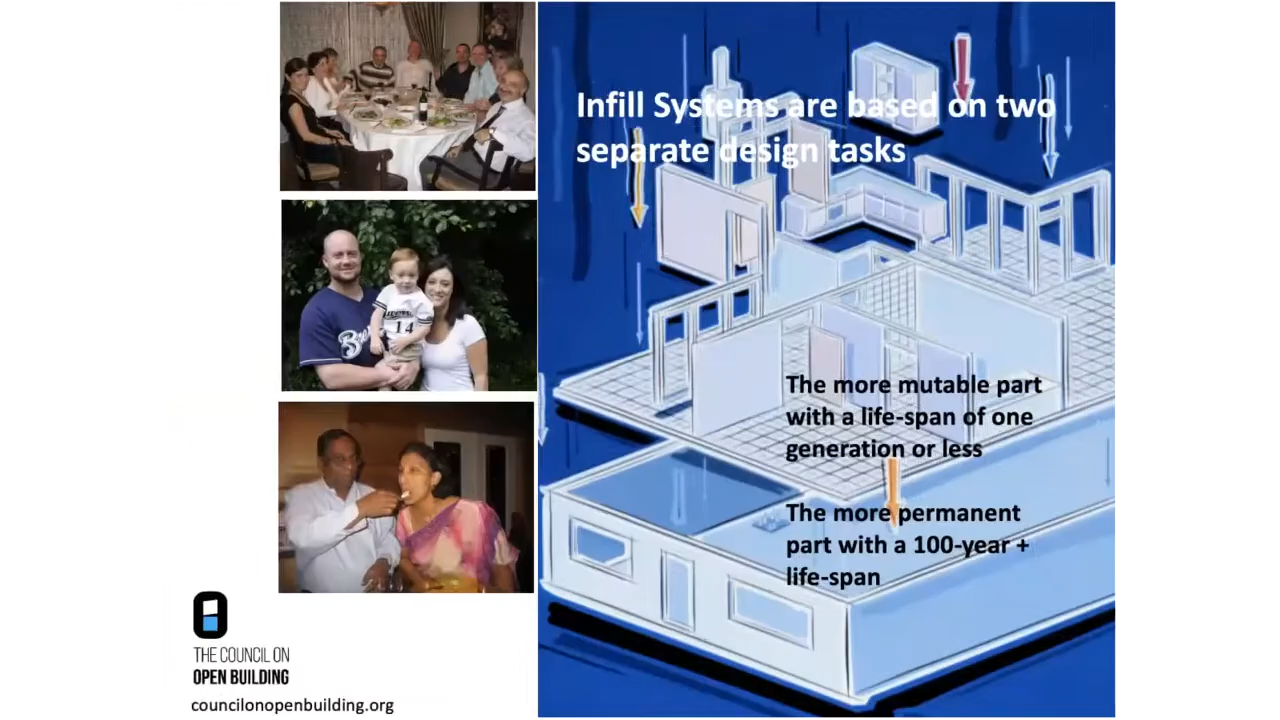 Infill Systems are based on two
separate design tasks
The more mutable part
with a life-span of one
generation or less
The more permanent
part with a 100-year +
life-span
14
THE COUNCIL ON
OPEN BUILDING
councilonopenbuilding.org